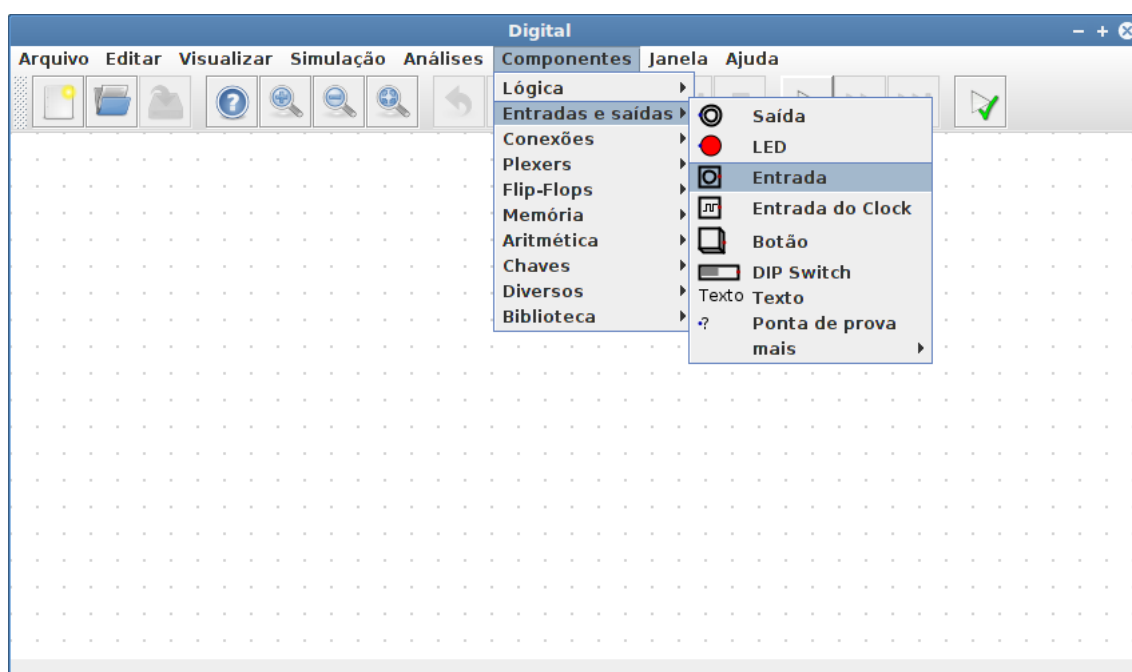 Digital
Arquivo Editar Visualizar Simulação Análises Componentes Janela Ajuda
Lógica
Entradas e saídas
Conexões
Plexers
Flip-Flops
Memória
Aritmética
Chaves
Diversos
Biblioteca
Saída
LED
Entrada
Entrada do Clock
Botão
DIP Switch
Texto Texto
·? Ponta de prova
mais